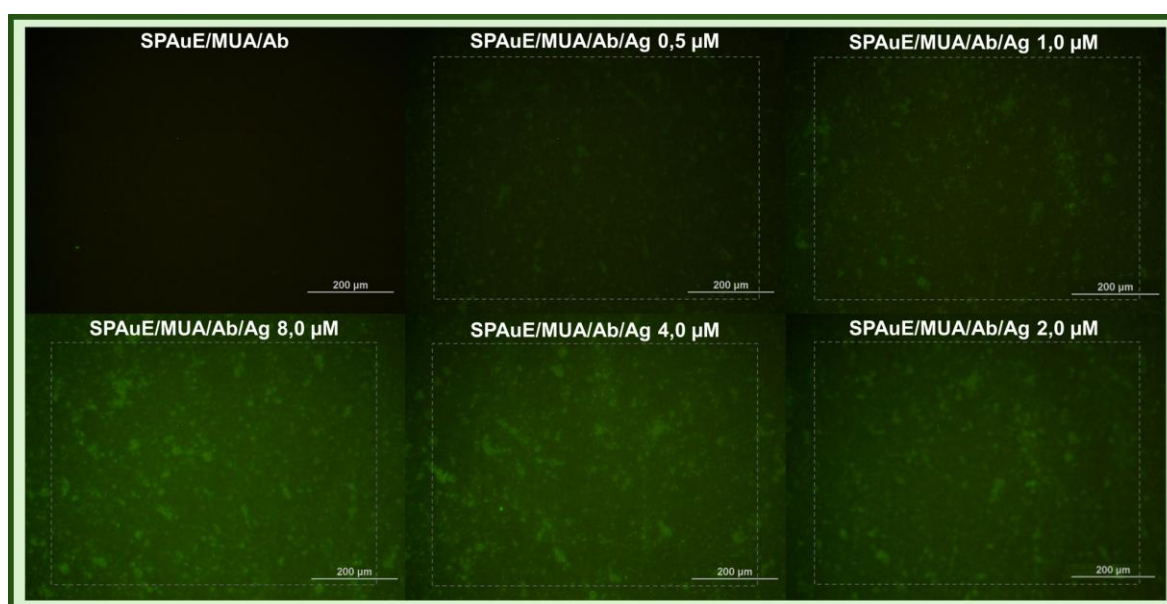 SPAuE/MUA/Ab
SPAuE/MUA/Ab/Ag 0,5 µM
SPAuE/MUA/Ab/Ag 1,0 µM
200 µm
200 µm
200 µm
SPAuE/MUA/Ab/Ag 8,0 µM
SPAuE/MUA/Ab/Ag 4,0 µM
SPAuE/MUA/Ab/Ag 2,0 µM
200 µm
200 µm
200 µm